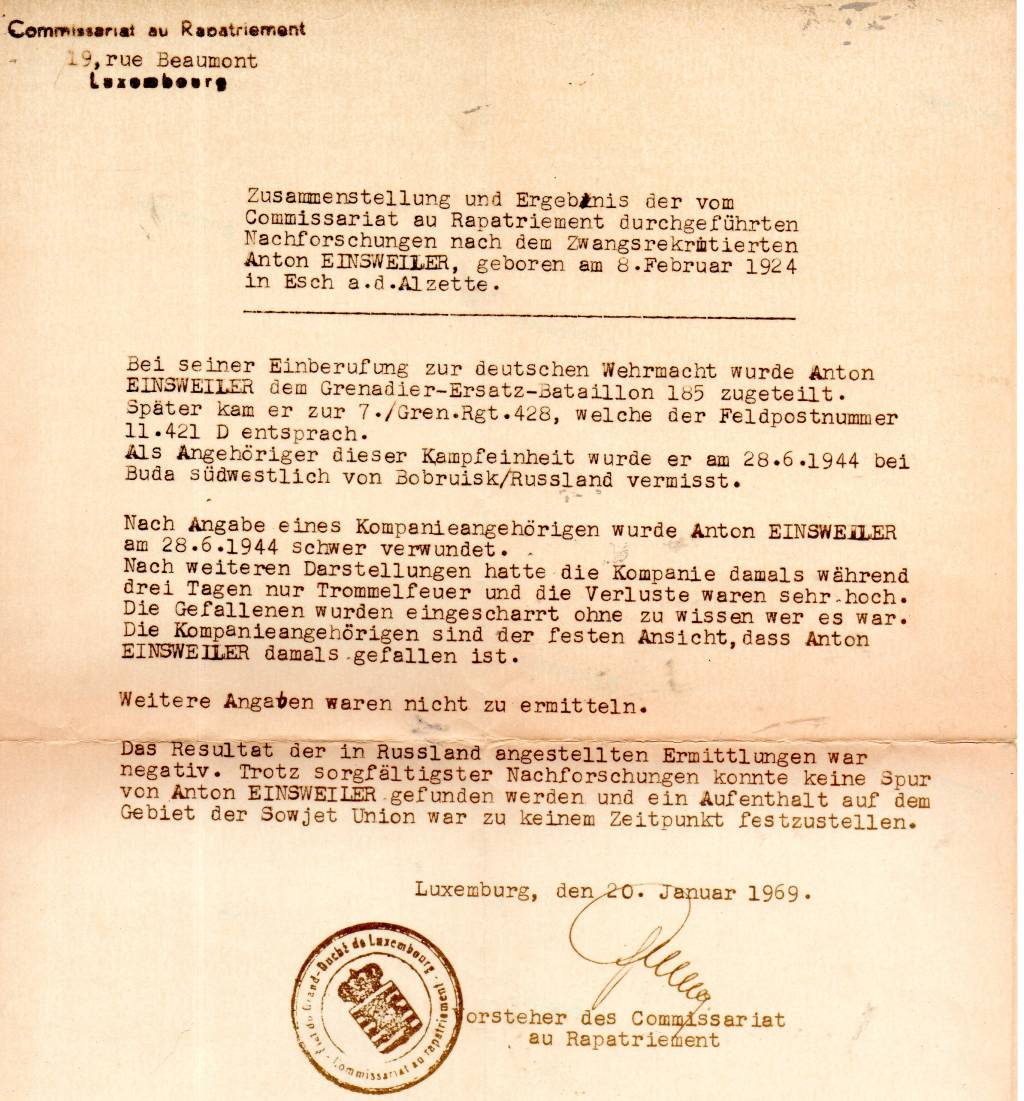 Commissariat au Rapatriement
19, rue Beaumont
Luxembourg
Zusammenstellung und Ergebnis der vom
Commissariat au Rapatriement durchgeführten
Nachforschungen nach dem Zwangsrekrutierten
Anton EINSWEILER, geboren am 8.Februar 1924
in Esch a.d.Alzette.
Bei seiner Einberufung zur deutschen Wehrmacht wurde Anton
EINSWEILER dem Grenadier-Ersatz-Bataillon 185 zugeteilt.
Später kam er zur 7./Gren.Rgt.428, welche der Feldpostnummer
11.421 D entsprach.
Als Angehöriger dieser Kampfeinheit wurde er am 28.6.1944 bei
Buda südwestlich von Bobruisk/Russland vermisst.
Nach Angabe eines Kompanieangehörigen wurde Anton EINSWEILER
am 28.6.1944 schwer verwundet.
Nach weiteren Darstellungen hatte die Kompanie damals während
drei Tagen nur Trommelfeuer und die Verluste waren sehr hoch.
Die Gefallenen wurden eingescharrt ohne zu wissen wer es war.
Die Kompanieangehörigen sind der festen Ansicht,dass Anton
EINSWEILER damals gefallen ist.
Weitere Angaben waren nicht zu ermitteln.
Das Resultat der in Russland angestellten Ermittlungen war
negativ. Trotz sorgfältigster Nachforschungen konnte keine Spur
von Anton EINSWEILER gefunden werden und ein Aufenthalt auf dem
Gebiet der Sowjet Union war zu keinem Zeitpunkt festzustellen.
Luxemburg, den 20. Januar 1969.
Etat du Grand-Duché de Luxembourg
Commissariat au rapatriement
Vorsteher des Commissariat
au Rapatriement